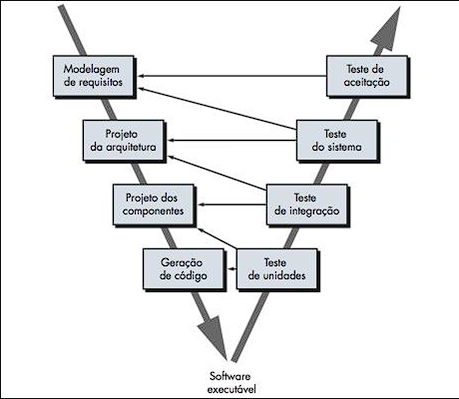 Modelagem
de requisitos
Teste de
aceitação
Projeto
da arquitetura
Teste
do sistema
Projeto dos
componentes
Teste
de integração
Geração
de código
Teste
de unidades
Software
executável